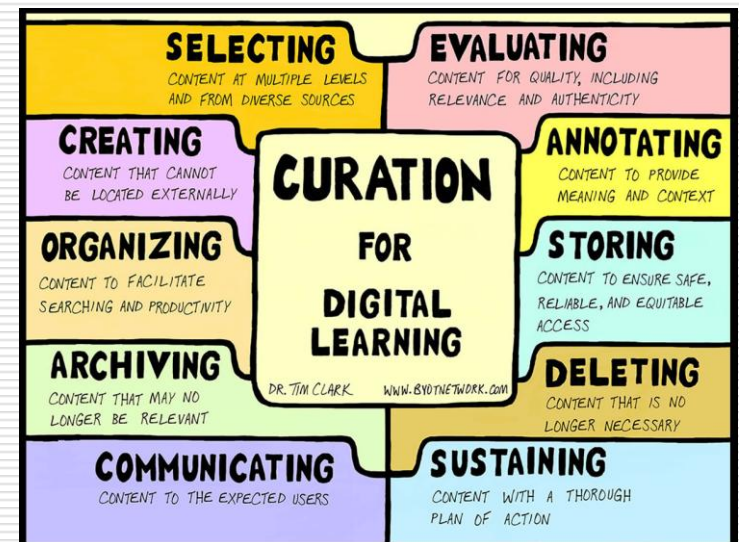 SELECTING
CONTENT AT MULTIPLE LEVELS
AND FROM DIVERSE SOURCES
EVALUATING
CONTENT FOR QUALITY, INCLUDING
RELEVANCE AND AUTHENTICITY
CREATING
CONTENT THAT CANNOT
BE LOCATED EXTERNALLY
CURATION
FOR
DIGITAL
LEARNING
DR. TIM CLARK WWW.BYOTNETWORK.COM
ANNOTATING
CONTENT TO PROVIDE
MEANING AND CONTEXT
ORGANIZING
CONTENT TO FACILITATE
SEARCHING AND PRODUCTIVITY
STORING
CONTENT TO ENSURE SAFE,
RELIABLE, AND EQUITABLE
ACCESS
ARCHIVING
CONTENT THAT MAY NO
LONGER BE RELEVANT
DELETING
CONTENT THAT IS NO
LONGER NECESSARY
COMMUNICATING
CONTENT TO THE EXPECTED USERS
SUSTAINING
CONTENT WITH A THOROUGH
PLAN OF ACTION